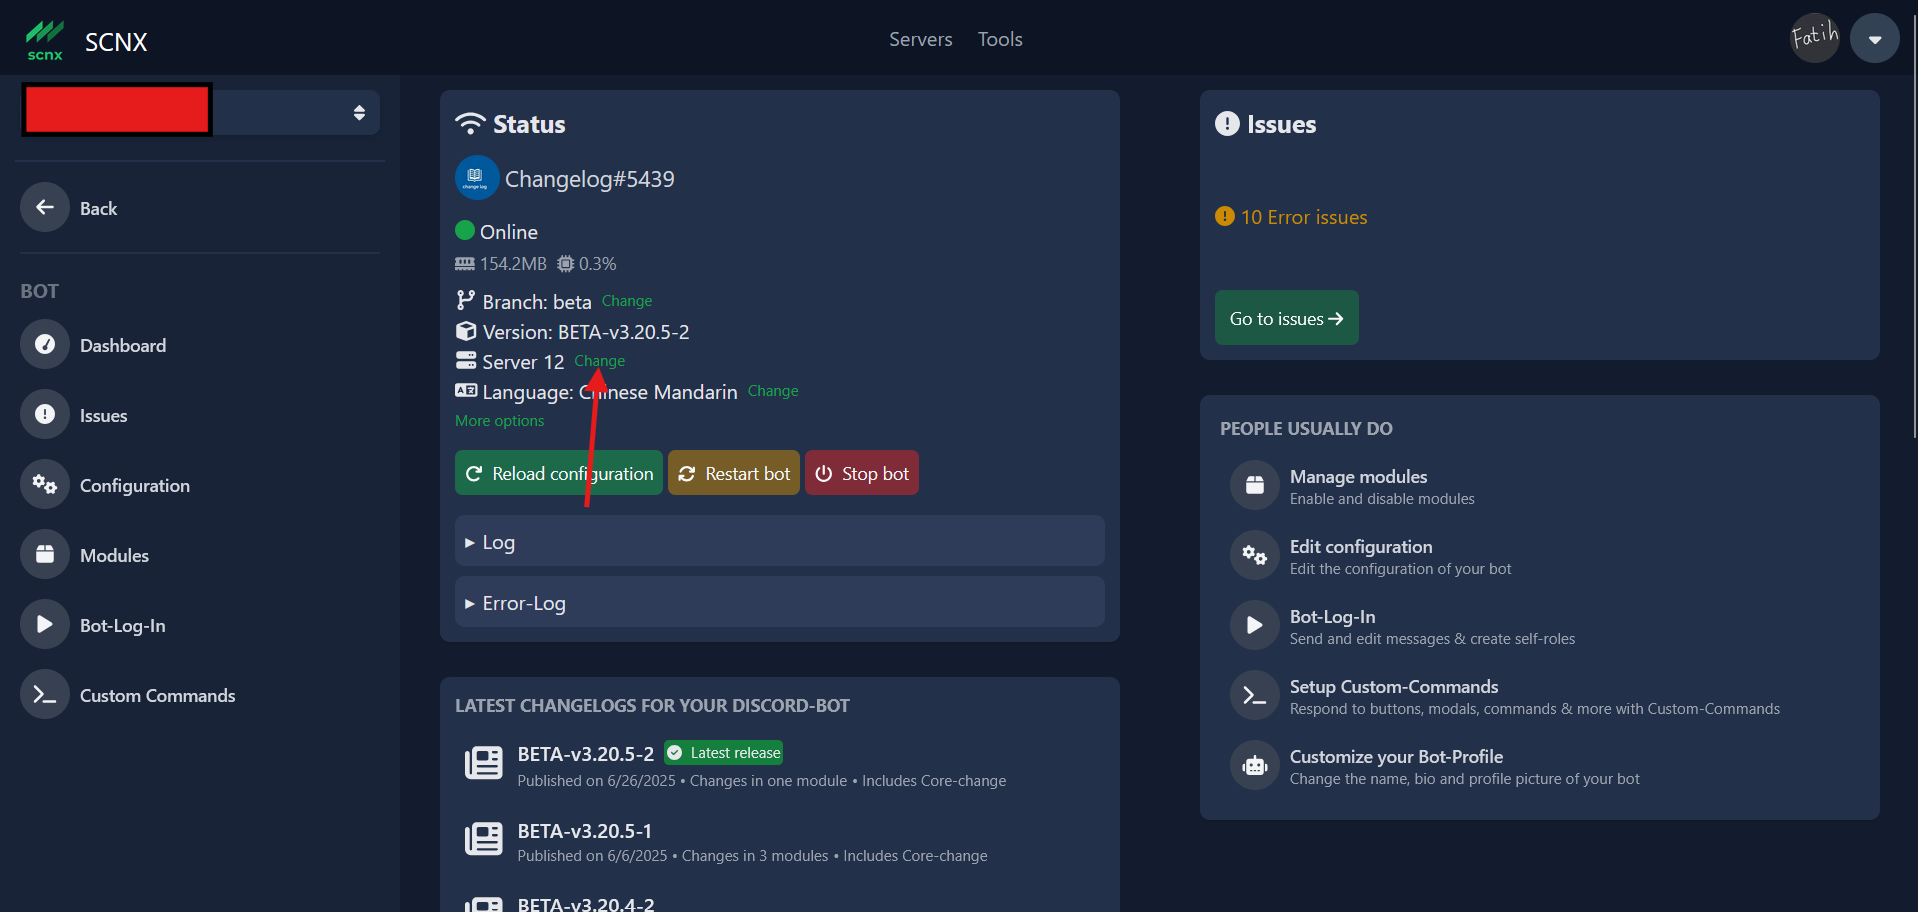 scnx
SCNX
Servers
Tools
Fatih
Back
BOT
Dashboard
Issues
Configuration
Modules
Bot-Log-In
Custom Commands
Status
change log
Changelog#5439
Online
154.2MB 0.3%
Branch: beta Change
Version: BETA-v3.20.5-2
Server 12 Change
Language: Chinese Mandarin Change
More options
Reload configuration
Restart bot
Stop bot
Log
Error-Log
LATEST CHANGELOGS FOR YOUR DISCORD-BOT
BETA-v3.20.5-2 Latest release
Published on 6/26/2025 • Changes in one module • Includes Core-change
BETA-v3.20.5-1
Published on 6/6/2025 • Changes in 3 modules • Includes Core-change
BETA-v3.20.4-2
Issues
10 Error issues
Go to issues
PEOPLE USUALLY DO
Manage modules
Enable and disable modules
Edit configuration
Edit the configuration of your bot
Bot-Log-In
Send and edit messages & create self-roles
Setup Custom-Commands
Respond to buttons, modals, commands & more with Custom-Commands
Customize your Bot-Profile
Change the name, bio and profile picture of your bot